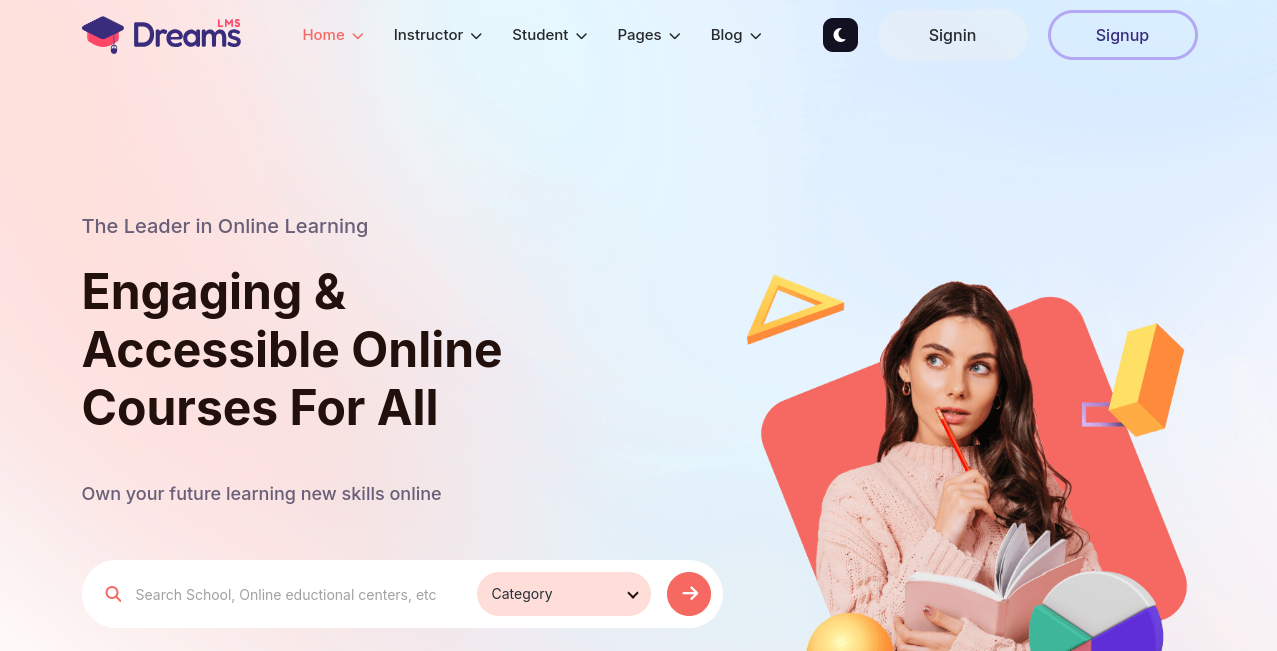 Dreams LMS
Home Instructor Student Pages Blog Signin Signup
The Leader in Online Learning
Engaging &
Accessible Online
Courses For All
Own your future learning new skills online
Search School, Online eductional centers, etc Category